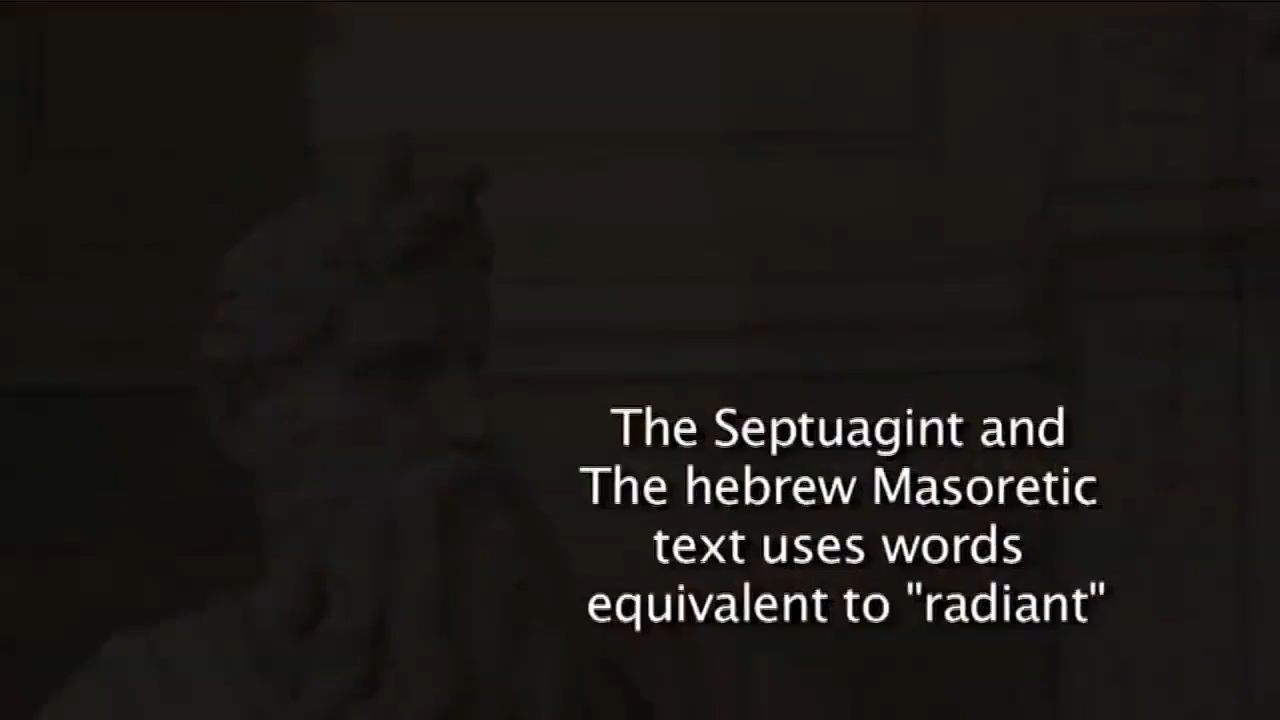 The Septuagint and
The hebrew Masoretic
text uses words
equivalent to "radiant"